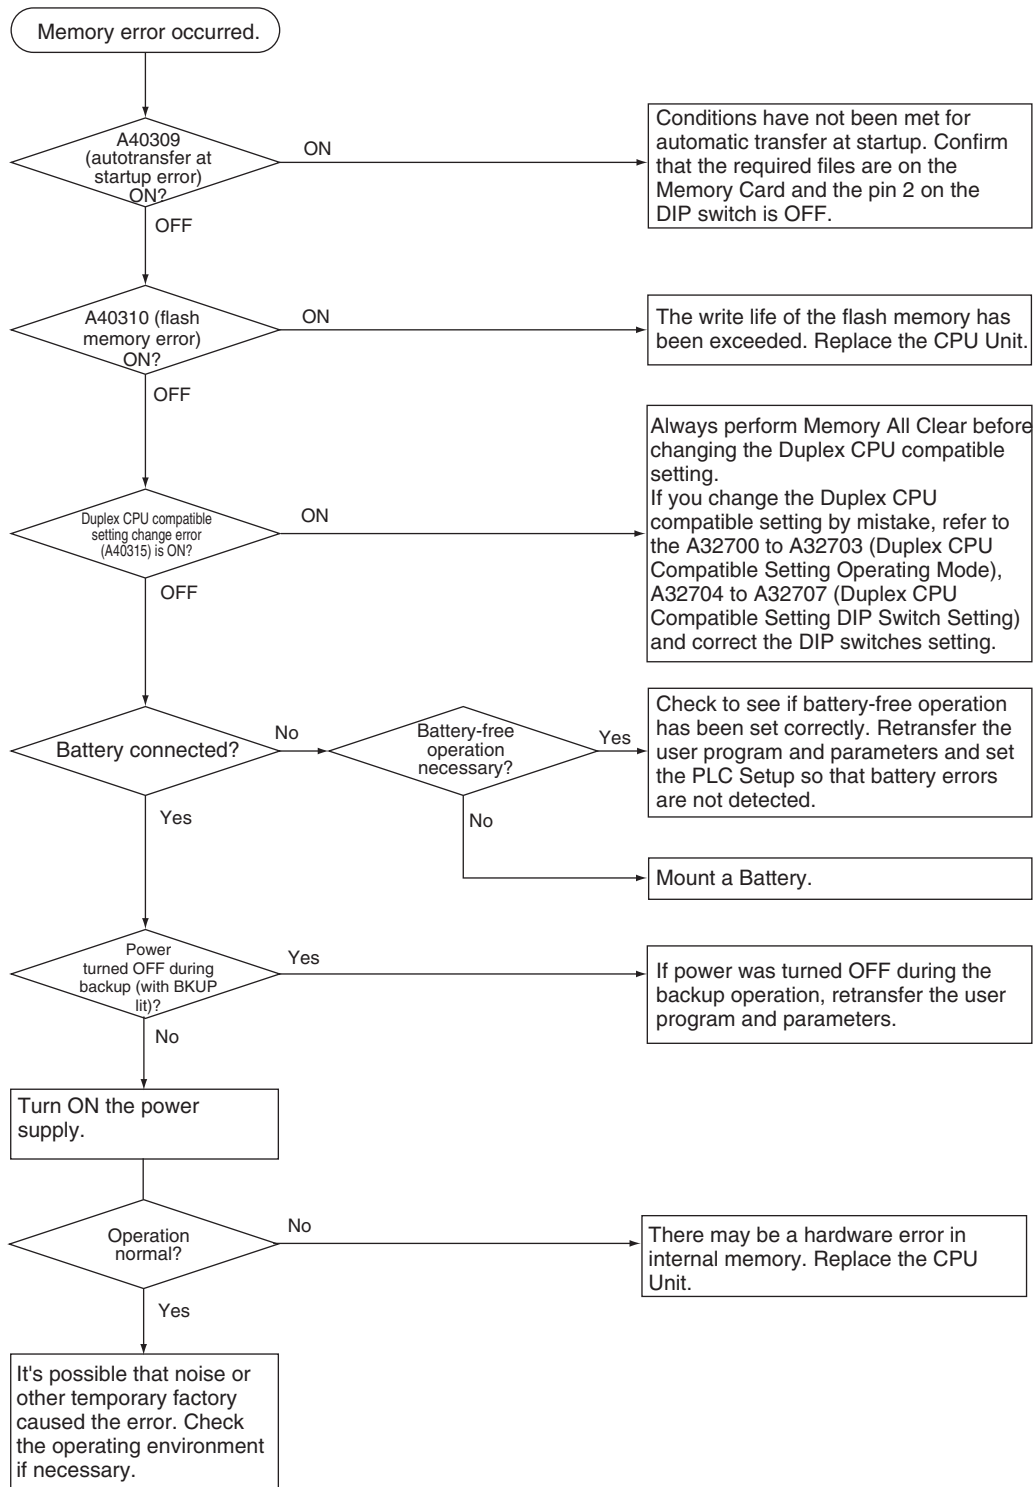 Memory error occurred.
A40309
(autotransfer at
startup error)
ON?
ON
OFF
Conditions have not been met for
automatic transfer at startup. Confirm
that the required files are on the
Memory Card and the pin 2 on the
DIP switch is OFF.
A40310 (flash
memory error)
ON?
ON
OFF
The write life of the flash memory has
been exceeded. Replace the CPU Unit.
Duplex CPU compatible
setting change error
(A40315) is ON?
ON
OFF
Always perform Memory All Clear before
changing the Duplex CPU compatible
setting.
If you change the Duplex CPU
compatible setting by mistake, refer to
the A32700 to A32703 (Duplex CPU
Compatible Setting Operating Mode),
A32704 to A32707 (Duplex CPU
Compatible Setting DIP Switch Setting)
and correct the DIP switches setting.
Battery connected?
No
Yes
Battery-free
operation
necessary?
Yes
No
Check to see if battery-free operation
has been set correctly. Retransfer the
user program and parameters and set
the PLC Setup so that battery errors
are not detected.
Mount a Battery.
Power
turned OFF during
backup (with BKUP
lit)?
Yes
No
If power was turned OFF during the
backup operation, retransfer the user
program and parameters.
Turn ON the power
supply.
Operation
normal?
No
Yes
There may be a hardware error in
internal memory. Replace the CPU
Unit.
It's possible that noise or
other temporary factory
caused the error. Check
the operating environment
if necessary.